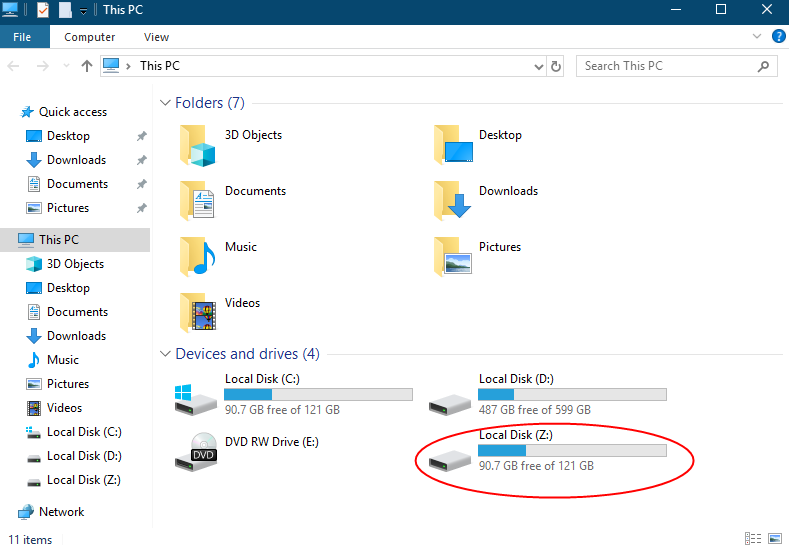 This PC
File Computer View
This PC Search This PC
Quick access
Desktop
Downloads
Documents
Pictures
This PC
3D Objects
Desktop
Documents
Downloads
Music
Pictures
Videos
Local Disk (C:)
Local Disk (D:)
Local Disk (Z:)
Network
Folders (7)
3D Objects
Desktop
Documents
Downloads
Music
Pictures
Videos
Devices and drives (4)
Local Disk (C:)
90.7 GB free of 121 GB
Local Disk (D:)
487 GB free of 599 GB
DVD RW Drive (E:)
DVD
Local Disk (Z:)
90.7 GB free of 121 GB
11 items